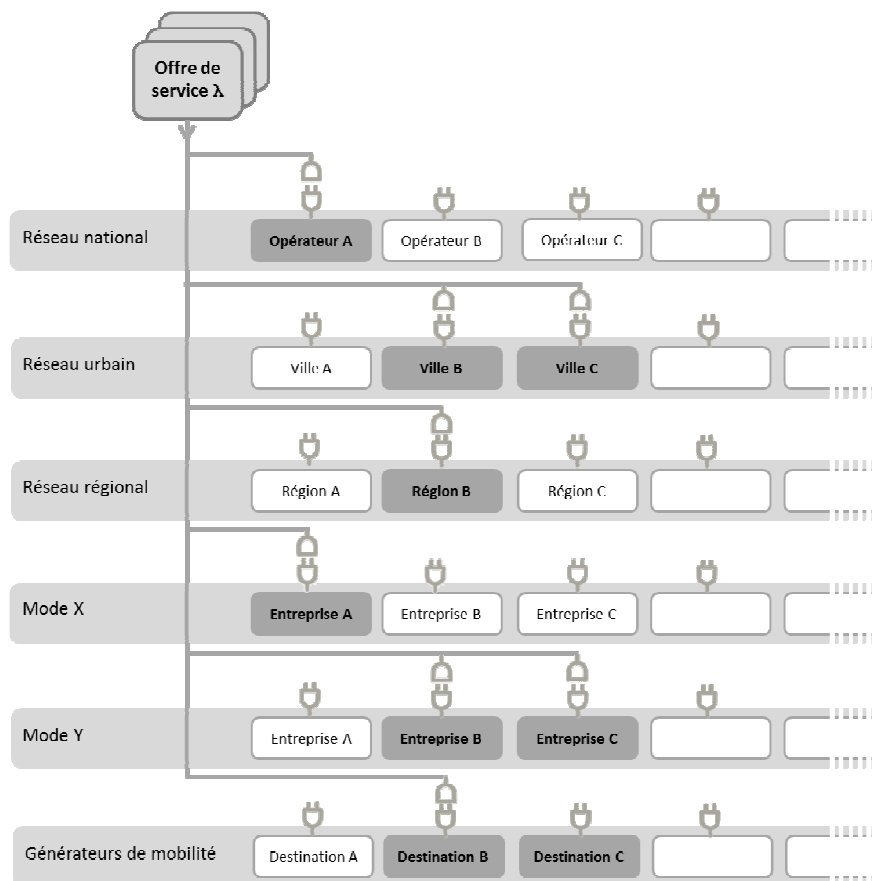 Offre de
service λ
Réseau national
Opérateur A
Opérateur B
Opérateur C
Réseau urbain
Ville A
Ville B
Ville C
Réseau régional
Région A
Région B
Région C
Mode X
Entreprise A
Entreprise B
Entreprise C
Mode Y
Entreprise A
Entreprise B
Entreprise C
Générateurs de mobilité
Destination A
Destination B
Destination C